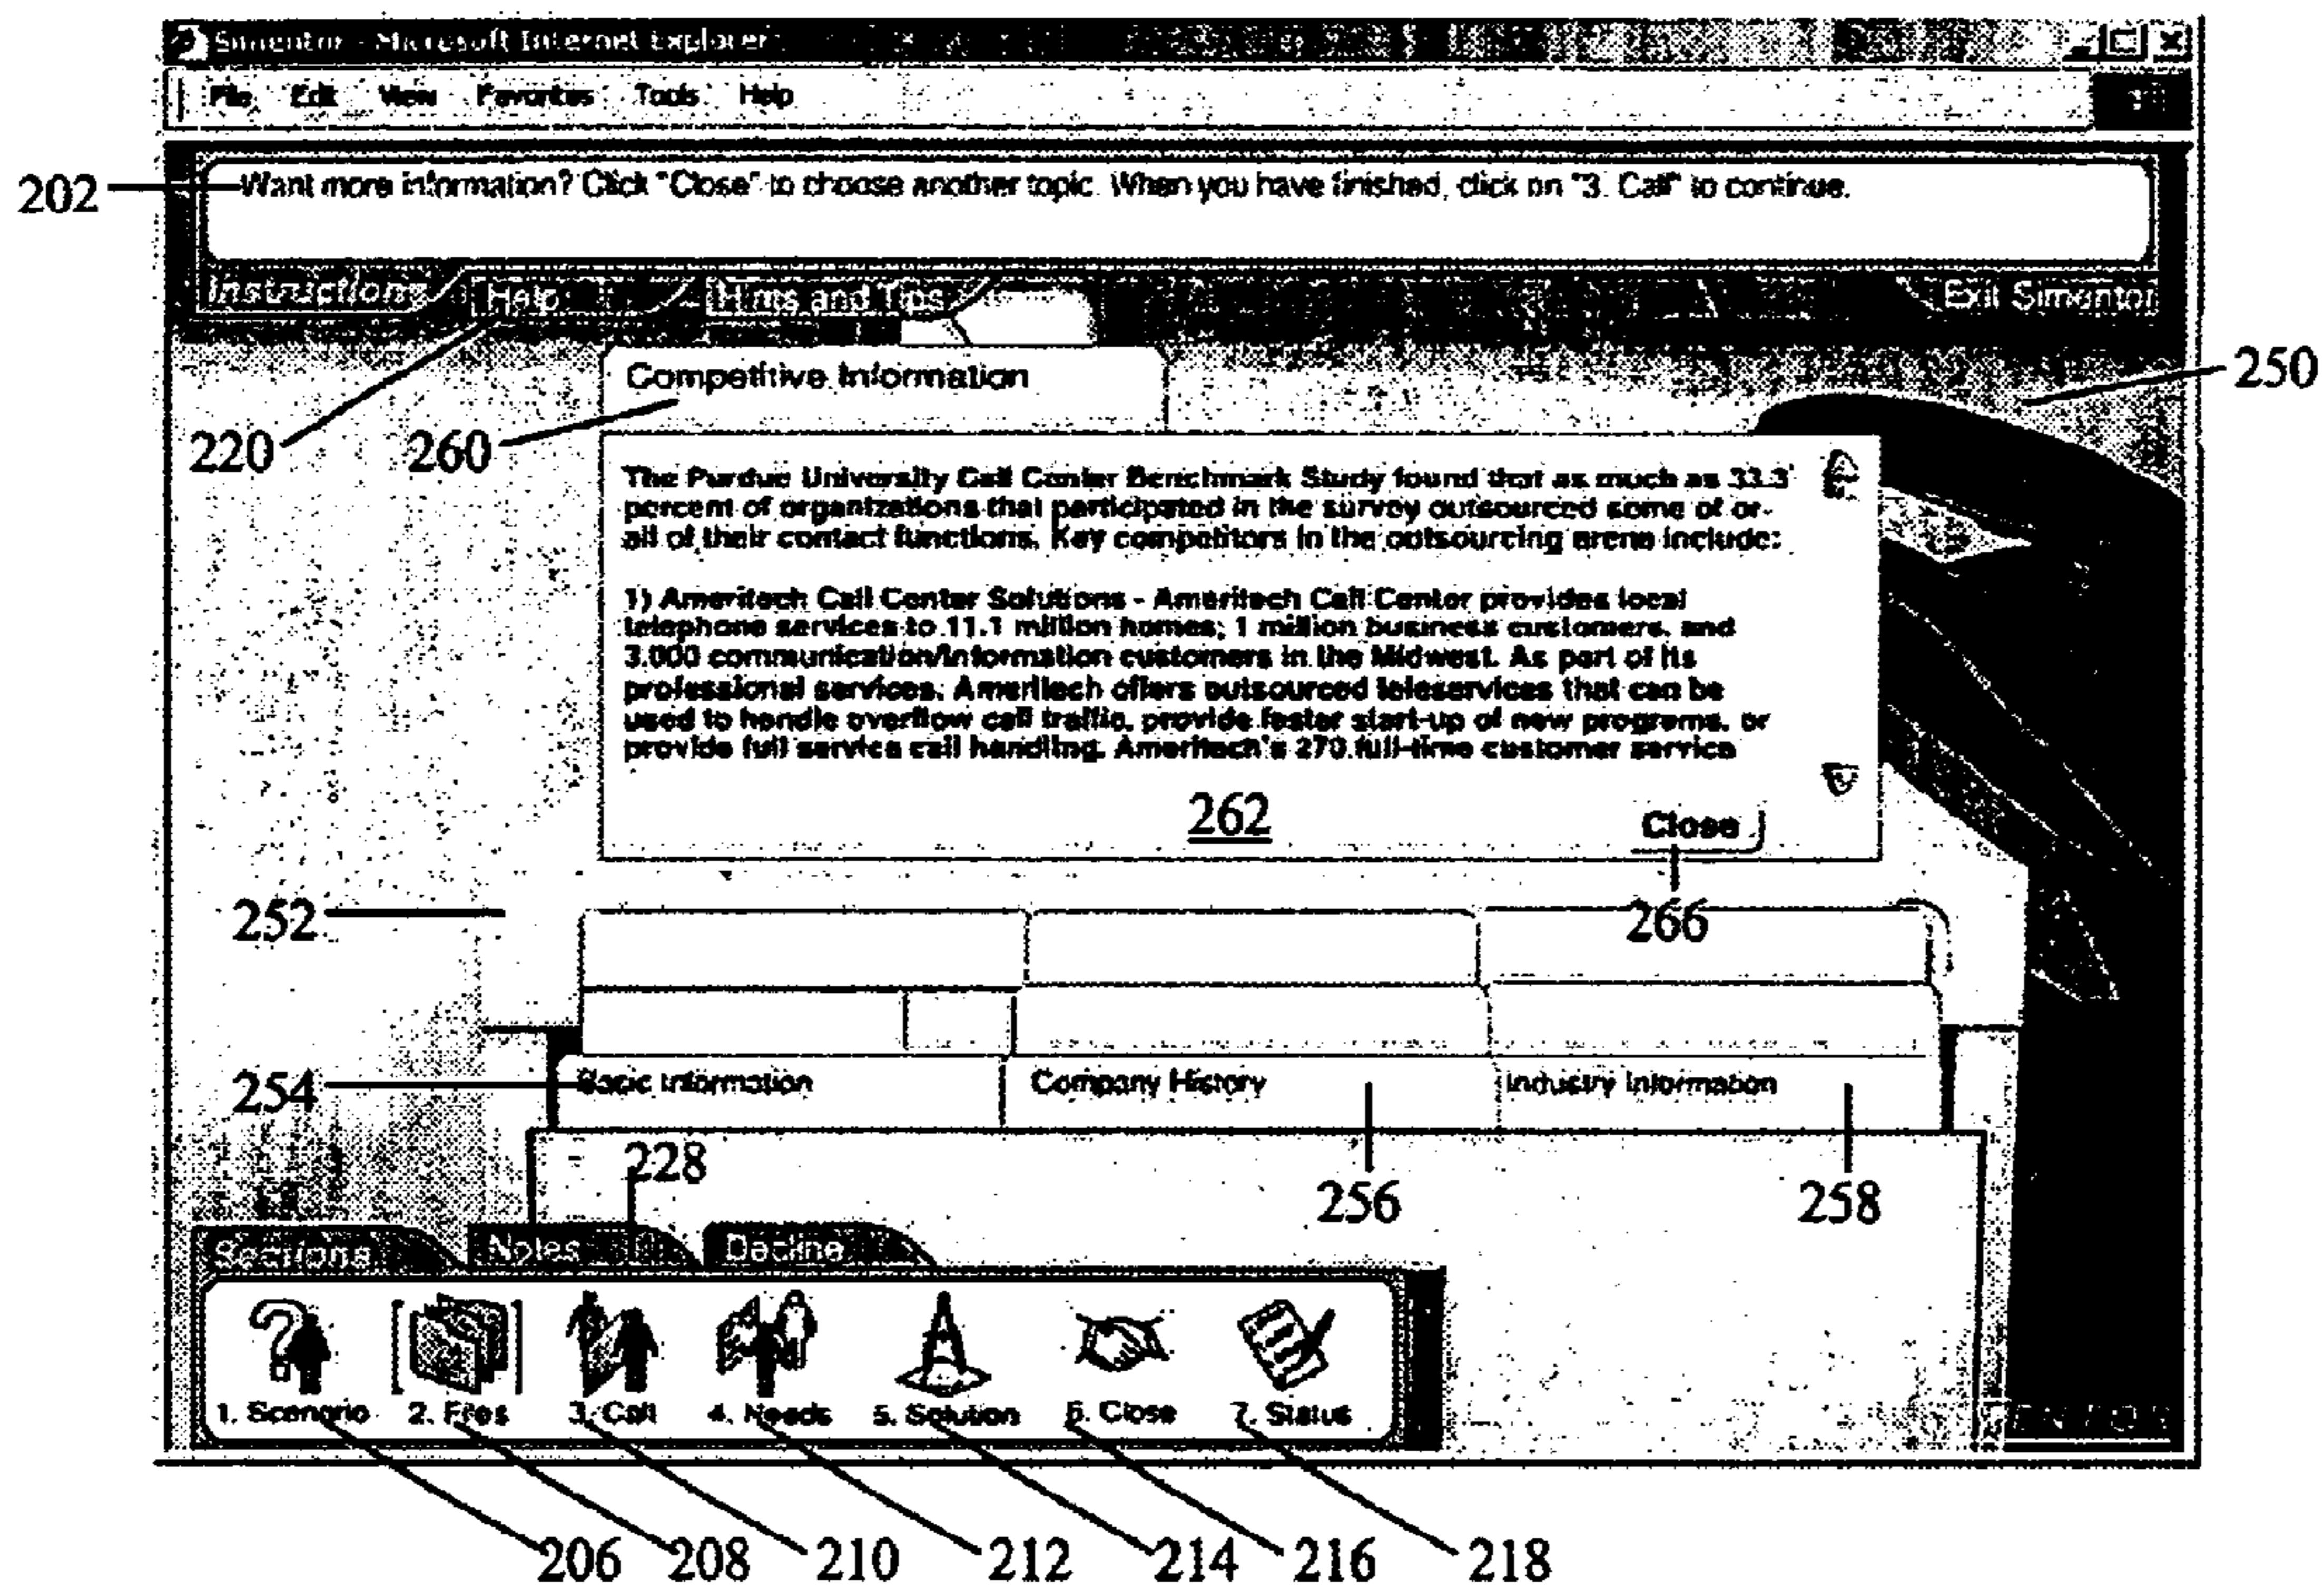 Simentor - Microsoft Internet Explorer
File Edit View Favorites Tools Help
202
Want more information? Click "Close" to choose another topic. When you have finished, click on "3. Call" to continue.
Instructions Help Hints and Tips Exit Simentor
250
Competitive Information
220 260
The Purdue University Call Center Benchmark Study found that as much as 33.3
percent of organizations that participated in the survey outsourced some of or
all of their contact functions. Key competitors in the outsourcing arena include:
1) Ameritech Call Center Solutions - Ameritech Call Center provides local
telephone services to 11.1 million homes, 1 million business customers, and
3,000 communication/information customers in the Midwest. As part of its
professional services, Ameritech offers outsourced teleservices that can be
used to handle overflow call traffic, provide faster start-up of new programs, or
provide full service call handling. Ameritech's 270 full-time customer service
262
Close
252 266
254 Basic Information Company History Industry Information
228
256 258
Sections Notes Decline
1. Scenario 2. Files 3. Call 4. Needs 5. Solution 6. Close 7. Status
206 208 210 212 214 216 218